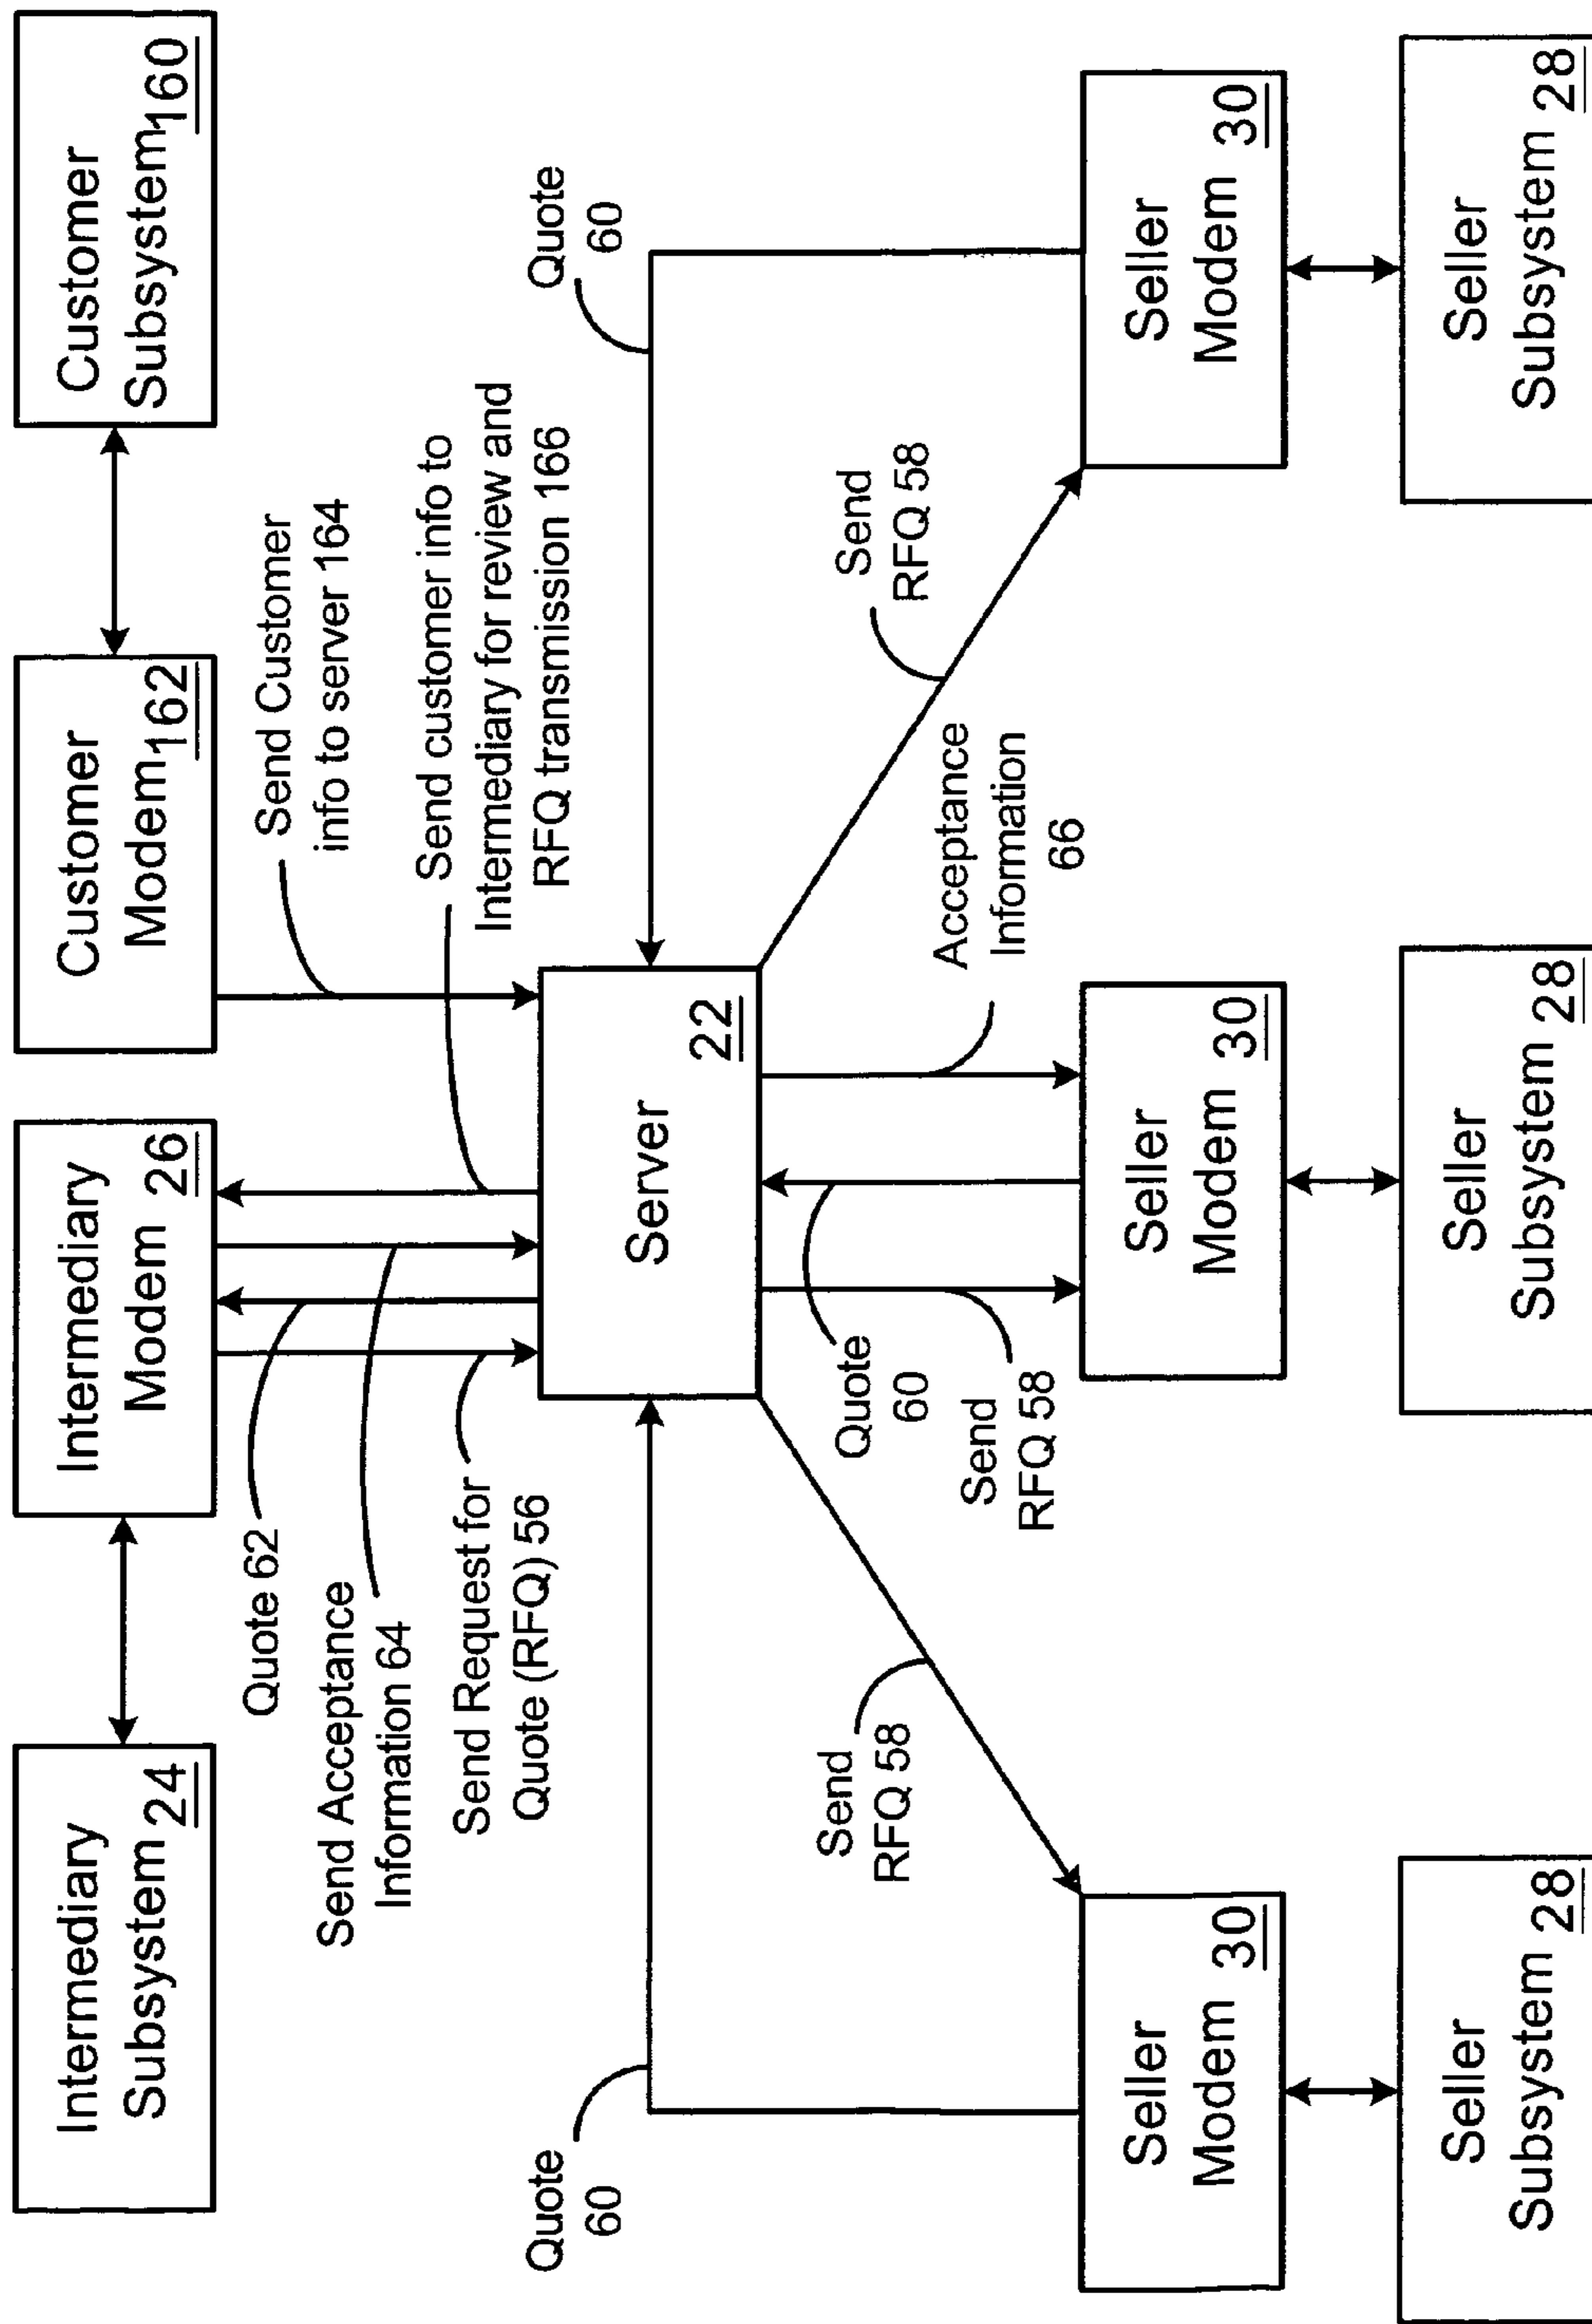 Intermediary
Subsystem 24
Intermediary
Modem 26
Customer
Modem 162
Customer
Subsystem 160
Quote 62
Send Acceptance
Information 64
Send Request for
Quote (RFQ) 56
Send Customer
info to server 164
Send customer info to
Intermediary for review and
RFQ transmission 166
Quote
60
Server
22
Quote
60
Send
RFQ 58
Quote
60
Send
RFQ 58
Acceptance
Information
66
Send
RFQ 58
Seller
Modem 30
Seller
Modem 30
Seller
Modem 30
Seller
Subsystem 28
Seller
Subsystem 28
Seller
Subsystem 28